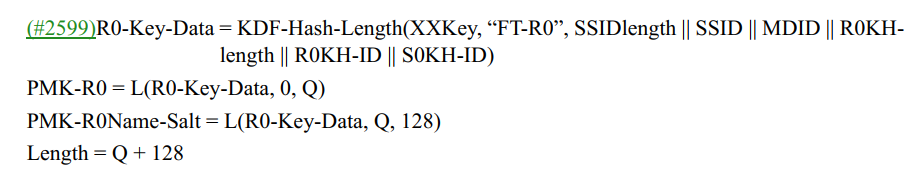 (#2599)R0-Key-Data = KDF-Hash-Length(XXKey, “FT-R0”, SSIDlength || SSID || MDID || R0KH-
length || R0KH-ID || S0KH-ID)
PMK-R0 = L(R0-Key-Data, 0, Q)
PMK-R0Name-Salt = L(R0-Key-Data, Q, 128)
Length = Q + 128